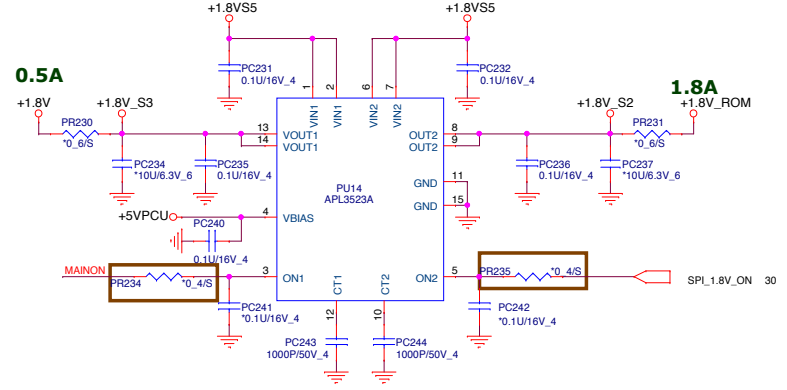 +1.8VS5
+1.8VS5
PC231
0.1U/16V_4
PC232
0.1U/16V_4
0.5A
1.8A
+1.8V
+1.8V_S3
+1.8V_S2
+1.8V_ROM
1
2
6
7
VIN1
VIN1
VIN2
VIN2
PR230
*0_6/S
13
14
VOUT1
VOUT1
OUT2
OUT2
8
9
PR231
*0_6/S
PC234
*10U/6.3V_6
PC235
0.1U/16V_4
PC236
0.1U/16V_4
PC237
*10U/6.3V_6
PU14
APL3523A
GND
11
GND
15
+5VPCU
4
VBIAS
PC240
0.1U/16V_4
MAINON
PR234
*0_4/S
3
ON1
ON2
5
PR235
*0_4/S
SPI_1.8V_ON 30
CT1
CT2
PC241
*0.1U/16V_4
PC242
*0.1U/16V_4
12
10
PC243
1000P/50V_4
PC244
1000P/50V_4